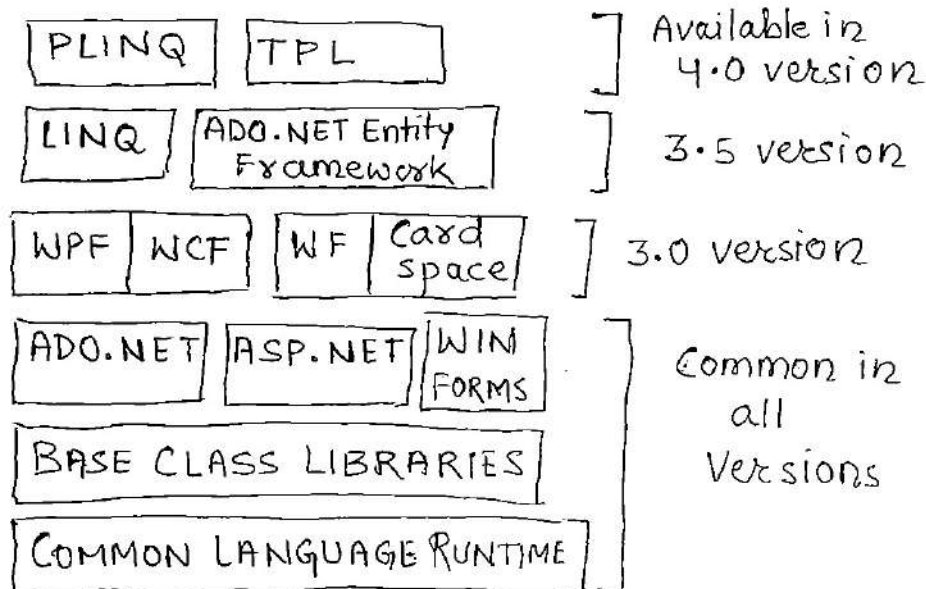 PLINQ TPL Available in
4.0 version
LINQ ADO.NET Entity
Framework 3.5 version
WPF WCF WF Card
space 3.0 version
ADO.NET ASP.NET WIN
FORMS Common in
all
BASE CLASS LIBRARIES Versions
COMMON LANGUAGE RUNTIME